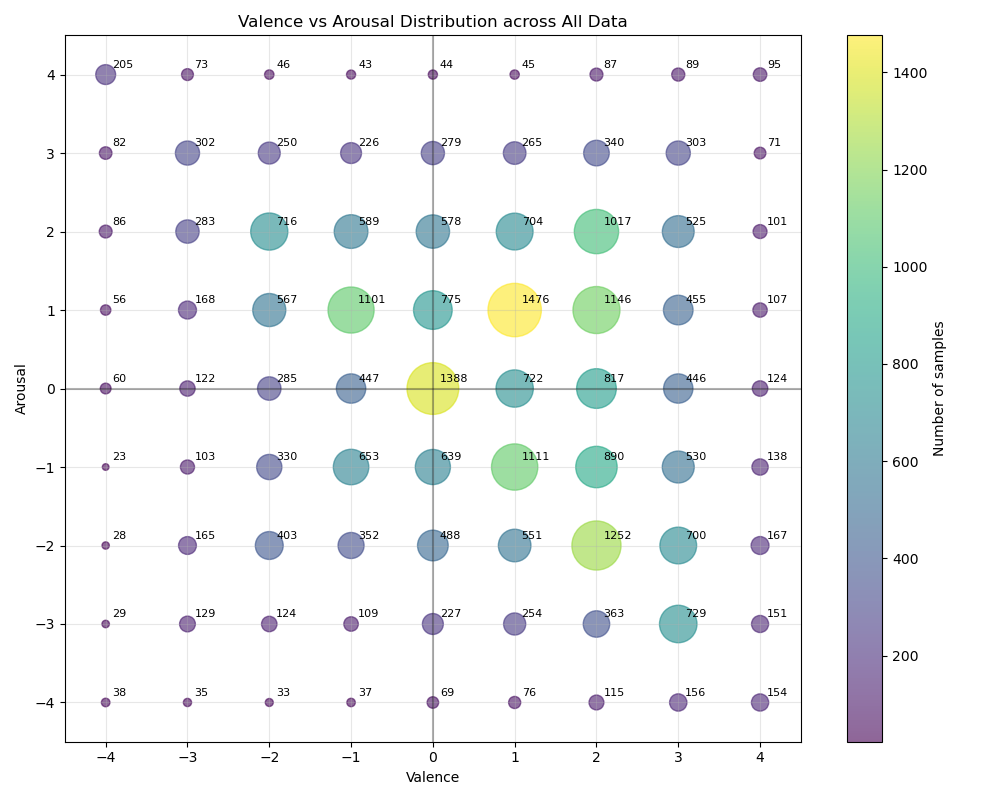 Valence vs Arousal Distribution across All Data
4 205 73 46 43 44 45 87 89 95
3 82 302 250 226 279 265 340 303 71
2 86 283 716 589 578 704 1017 525 101
1 56 168 567 1101 775 1476 1146 455 107
0 60 122 285 447 1388 722 817 446 124
−1 23 103 330 653 639 1111 890 530 138
−2 28 165 403 352 488 551 1252 700 167
−3 29 129 124 109 227 254 363 729 151
−4 38 35 33 37 69 76 115 156 154
−4 −3 −2 −1 0 1 2 3 4
Valence
Arousal
1400
1200
1000
800
600
400
200
Number of samples